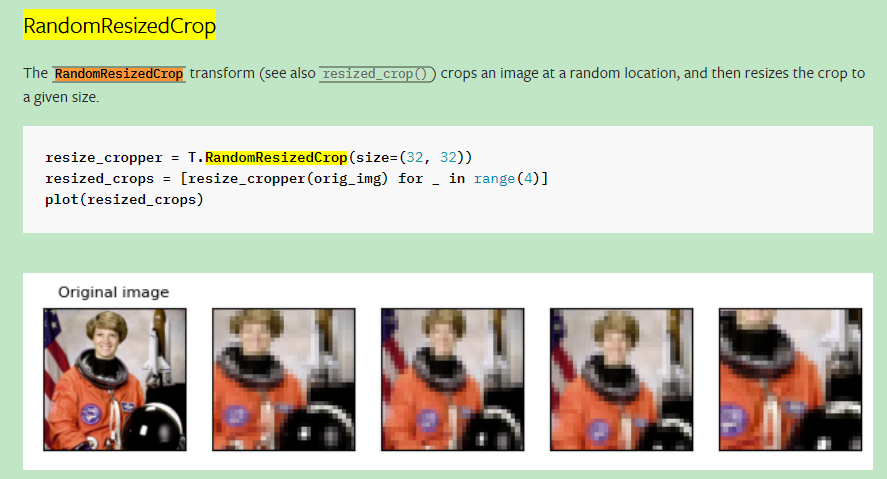 RandomResizedCrop
The RandomResizedCrop transform (see also resized_crop()) crops an image at a random location, and then resizes the crop to
a given size.
resize_cropper = T.RandomResizedCrop(size=(32, 32))
resized_crops = [resize_cropper(orig_img) for _ in range(4)]
plot(resized_crops)
Original image